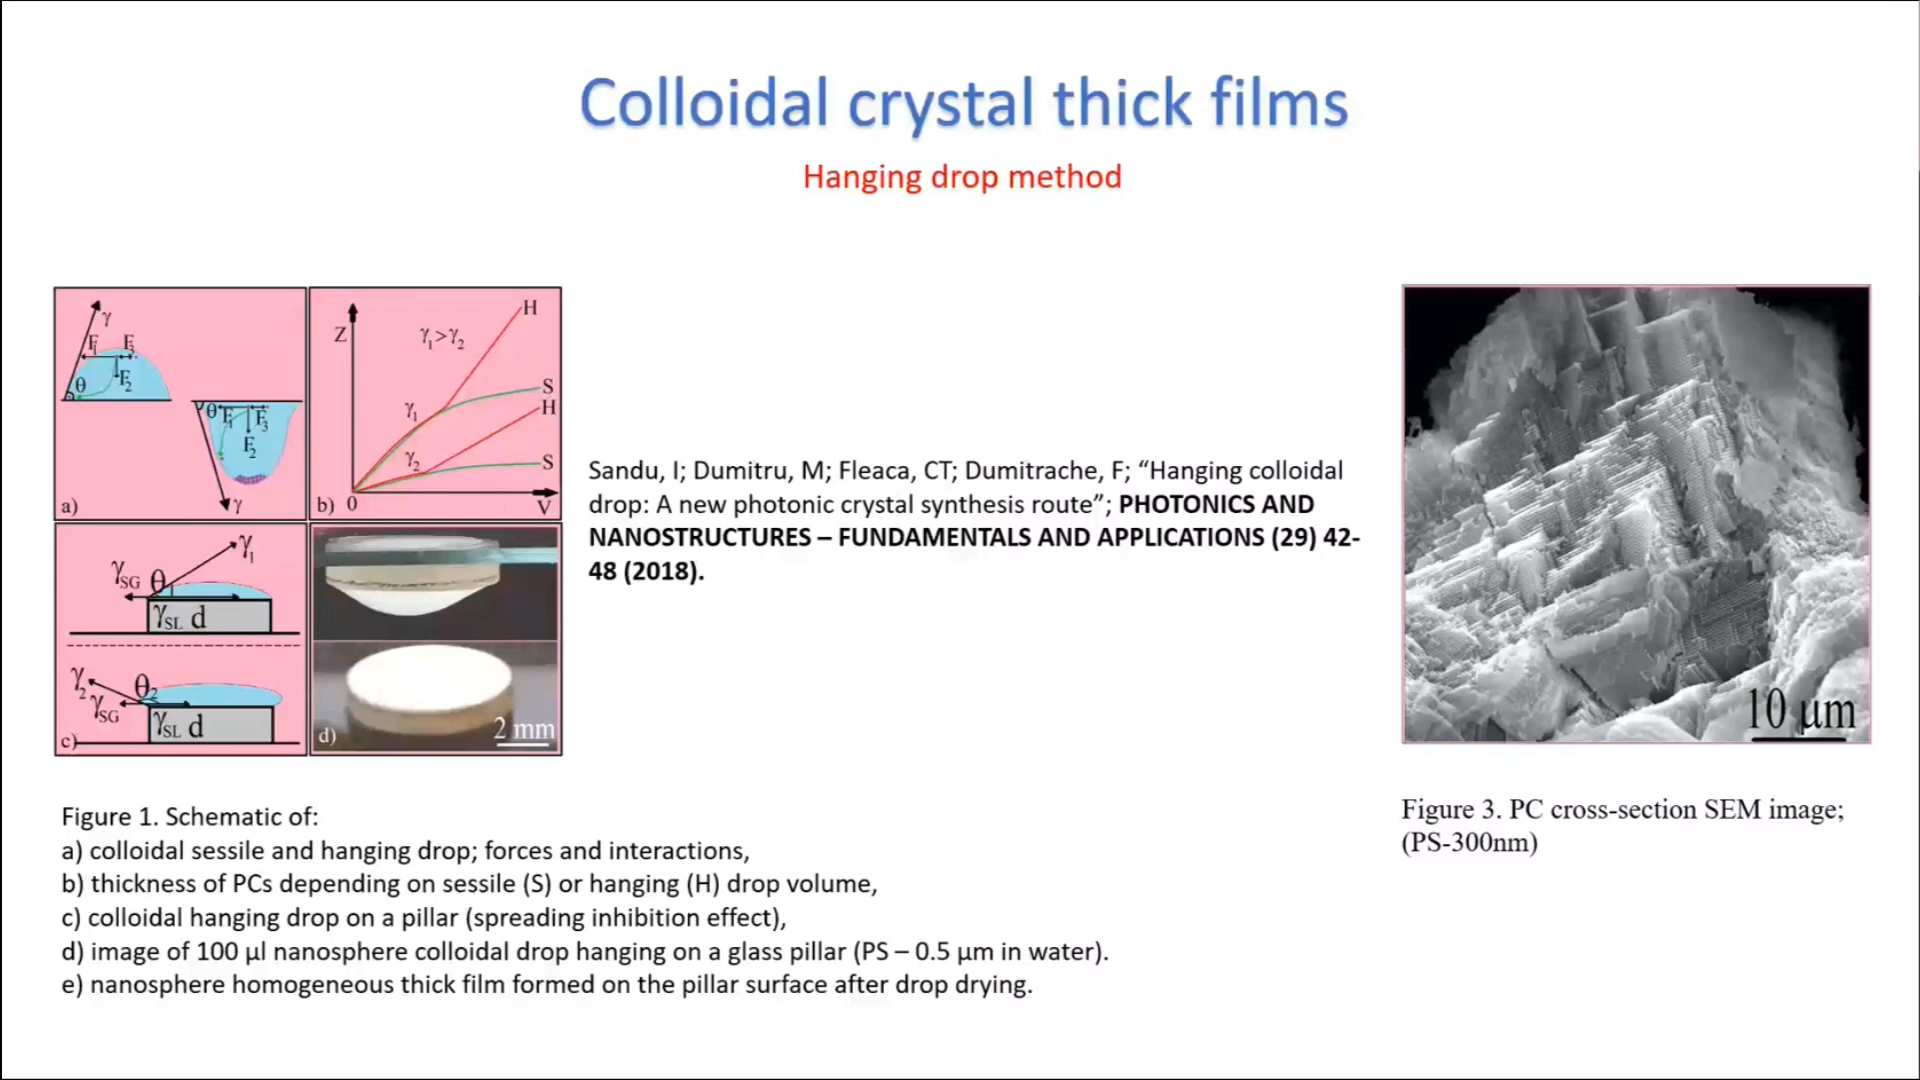 Colloidal crystal thick films
Hanging drop method
γ
F1 F3
θ F2
θ F1 F3
F2
γ
a)
Z
γ1>γ2
H
γ1
S
H
γ2
S
b) 0 V
γ1
γSG θ1
γSL d
γ2 θ2
γSG
γSL d
c)
d)
2 mm
Sandu, I; Dumitru, M; Fleaca, CT; Dumitrache, F; “Hanging colloidal
drop: A new photonic crystal synthesis route”; PHOTONICS AND
NANOSTRUCTURES – FUNDAMENTALS AND APPLICATIONS (29) 42-
48 (2018).
10 μm
Figure 1. Schematic of:
a) colloidal sessile and hanging drop; forces and interactions,
b) thickness of PCs depending on sessile (S) or hanging (H) drop volume,
c) colloidal hanging drop on a pillar (spreading inhibition effect),
d) image of 100 μl nanosphere colloidal drop hanging on a glass pillar (PS – 0.5 μm in water).
e) nanosphere homogeneous thick film formed on the pillar surface after drop drying.
Figure 3. PC cross-section SEM image;
(PS-300nm)